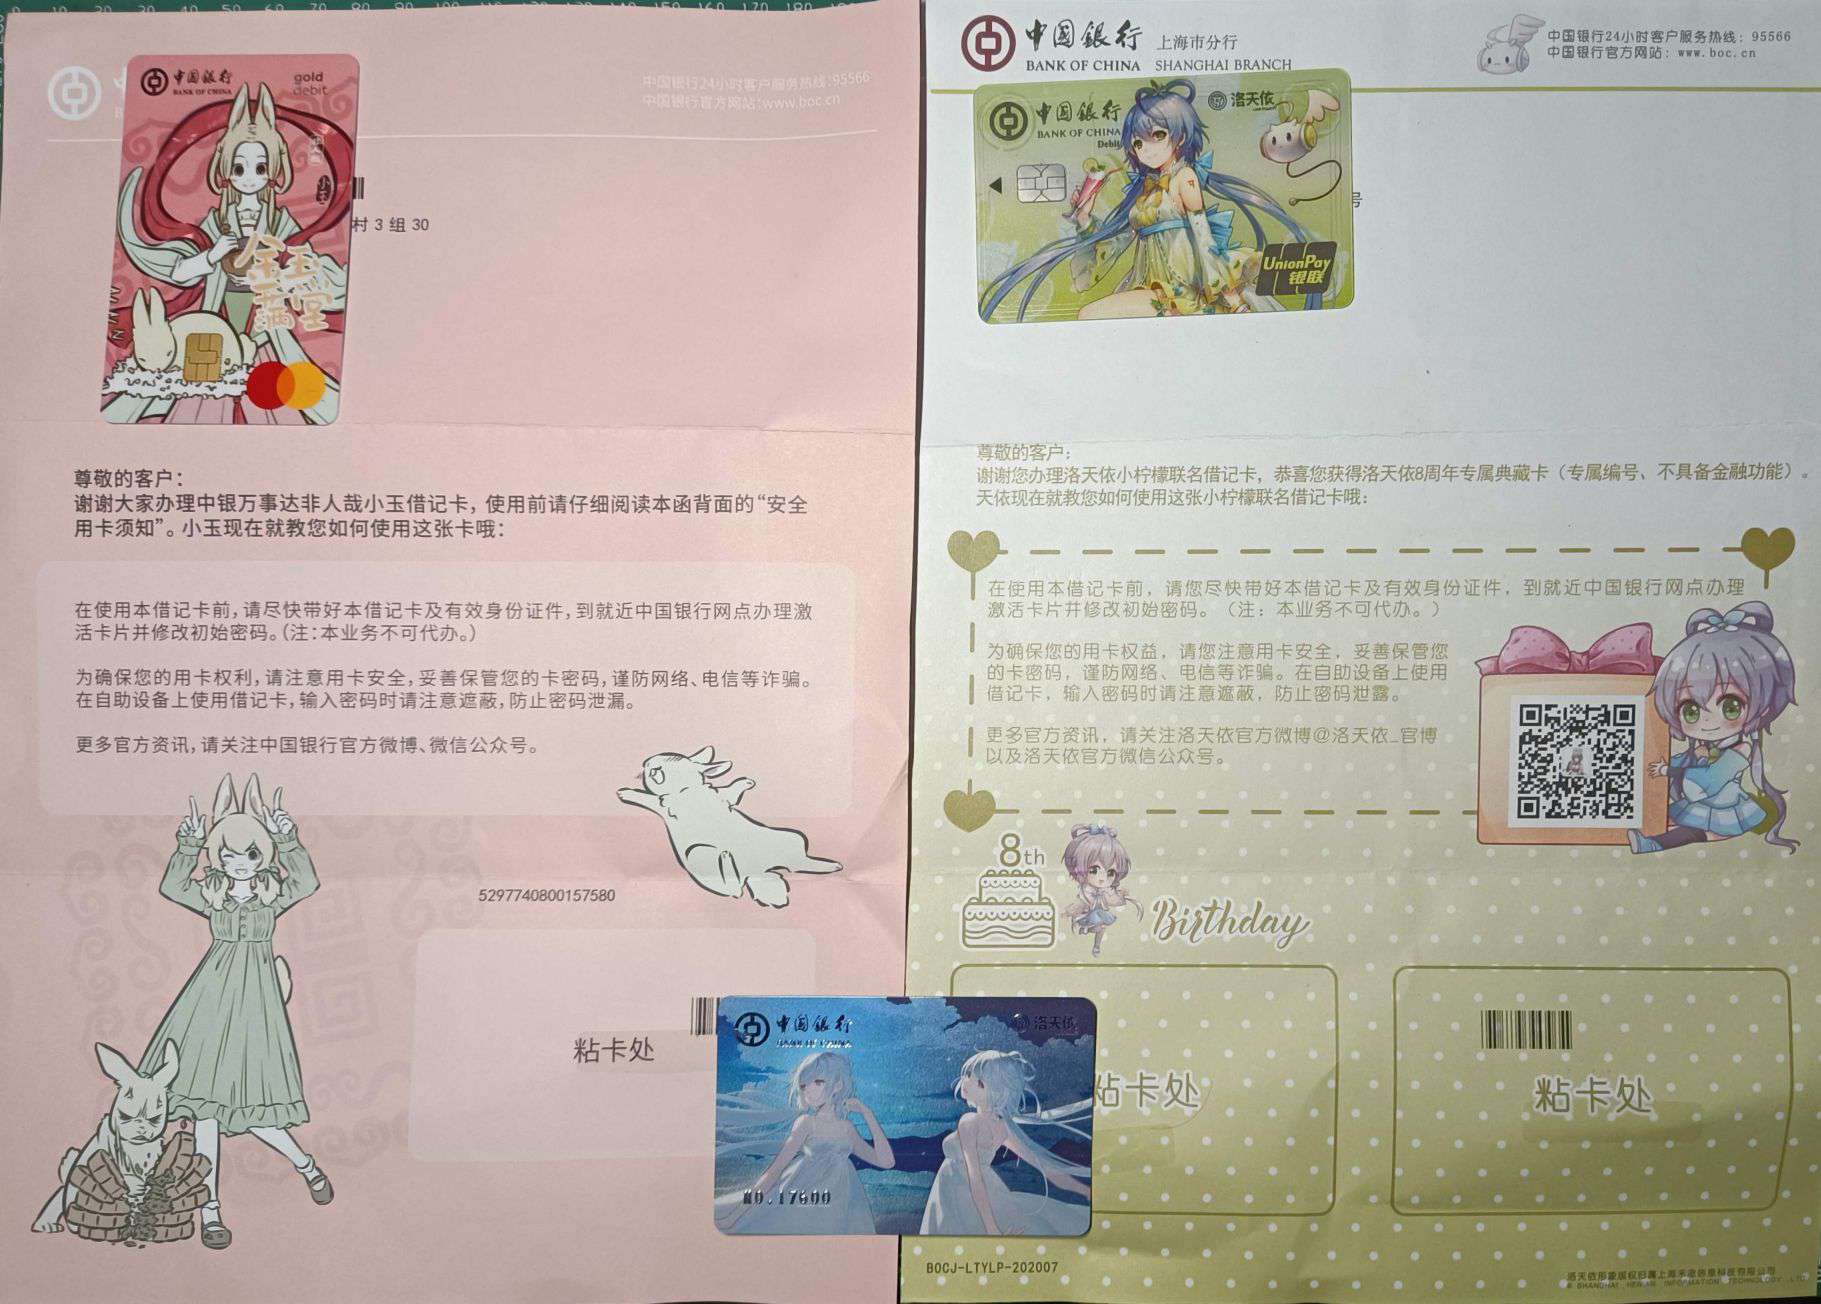 中国银行
BANK OF CHINA
gold
debit
金玉
满堂
中国银行24小时客户服务热线:95566
中国银行官方网站:www.boc.cn
村 3 组 30
尊敬的客户:
谢谢大家办理中银万事达非人哉小玉借记卡,使用前请仔细阅读本函背面的“安全
用卡须知”。小玉现在就教您如何使用这张卡哦:
在使用本借记卡前,请尽快带好本借记卡及有效身份证件,到就近中国银行网点办理激
活卡片并修改初始密码。(注:本业务不可代办。)
为确保您的用卡权利,请注意用卡安全,妥善保管您的卡密码,谨防网络、电信等诈骗。
在自助设备上使用借记卡,输入密码时请注意遮蔽,防止密码泄漏。
更多官方资讯,请关注中国银行官方微博、微信公众号。
5297740800157580
粘卡处
中国銀行 上海市分行
BANK OF CHINA SHANGHAI BRANCH
中国银行24小时客户服务热线: 95566
中国银行官方网站: www.boc.cn
中国銀行
BANK OF CHINA
Debit
洛天依
UnionPay
银联
号
尊敬的客户:
谢谢您办理洛天依小柠檬联名借记卡,恭喜您获得洛天依8周年专属典藏卡(专属编号、不具备金融功能)。
天依现在就教您如何使用这张小柠檬联名借记卡哦:
在使用本借记卡前,请您尽快带好本借记卡及有效身份证件,到就近中国银行网点办理
激活卡片并修改初始密码。(注:本业务不可代办。)
为确保您的用卡权益,请您注意用卡安全,妥善保管您
的卡密码,谨防网络、电信等诈骗。在自助设备上使用
借记卡,输入密码时请注意遮蔽,防止密码泄露。
更多官方资讯,请关注洛天依官方微博@洛天依_官博
以及洛天依官方微信公众号。
8th
Birthday
中国銀行
BANK OF CHINA
洛天依
NO.17600
粘卡处
粘卡处
BOCJ-LTYLP-202007
洛天依形象版权归属上海禾念信息科技有限公司
© SHANGHAI HENIAN INFORMATION TECHNOLOGY .LTD